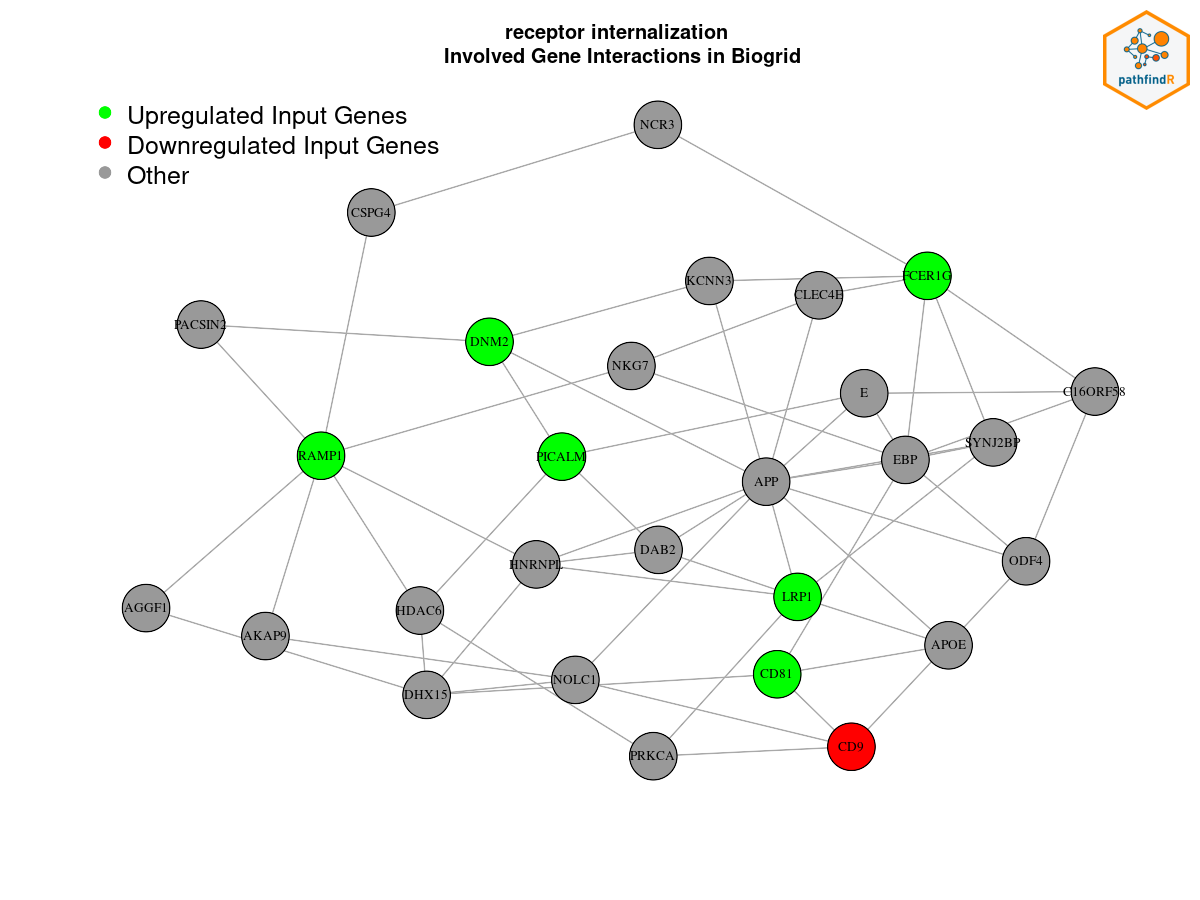 receptor internalization
Involved Gene Interactions in Biogrid
pathfindR
Upregulated Input Genes
Downregulated Input Genes
Other
NCR3
CSPG4
KCNN3
CLEC4E
FCER1G
PACSIN2
DNM2
NKG7
E
C16ORF58
RAMP1
PICALM
APP
EBP
SYNJ2BP
HNRNPL
DAB2
ODF4
AGGF1
HDAC6
LRP1
AKAP9
APOE
DHX15
NOLC1
CD81
PRKCA
CD9